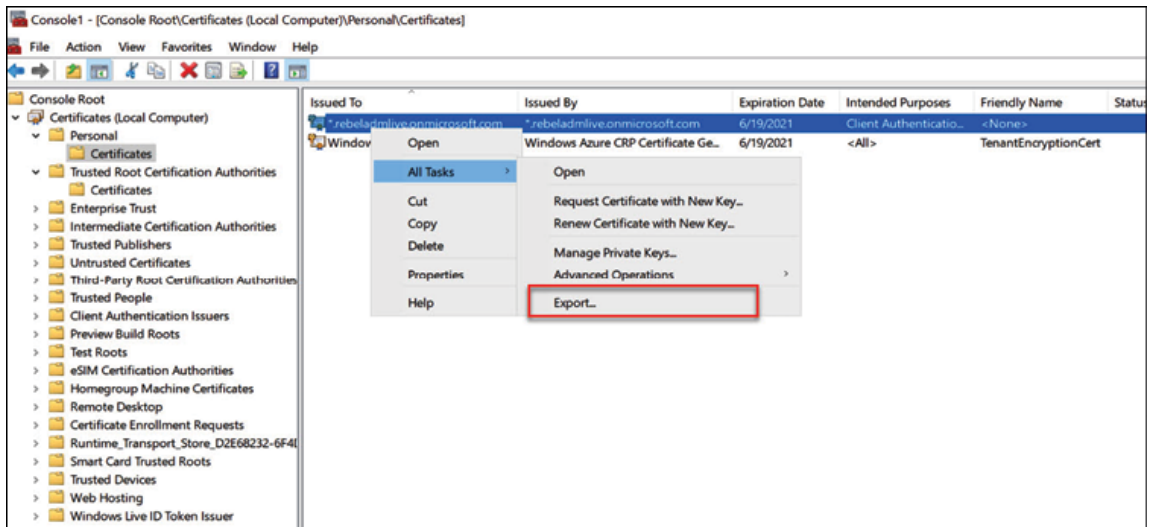 Console1 - [Console Root\Certificates (Local Computer)\Personal\Certificates]
File Action View Favorites Window Help
Console Root
Certificates (Local Computer)
Personal
Certificates
Trusted Root Certification Authorities
Certificates
Enterprise Trust
Intermediate Certification Authorities
Trusted Publishers
Untrusted Certificates
Third-Party Root Certification Authorities
Trusted People
Client Authentication Issuers
Preview Build Roots
Test Roots
eSIM Certification Authorities
Homegroup Machine Certificates
Remote Desktop
Certificate Enrollment Requests
Runtime_Transport_Store_D2E68232-6F4
Smart Card Trusted Roots
Trusted Devices
Web Hosting
Windows Live ID Token Issuer
Issued To Issued By Expiration Date Intended Purposes Friendly Name Status
*.rebeladmlive.onmicrosoft.com *.rebeladmlive.onmicrosoft.com 6/19/2021 Client Authenticatio... <None>
Window Windows Azure CRP Certificate Ge... 6/19/2021 <All> TenantEncryptionCert
Open
All Tasks
Cut
Copy
Delete
Properties
Help
Open
Request Certificate with New Key...
Renew Certificate with New Key...
Manage Private Keys...
Advanced Operations
Export...